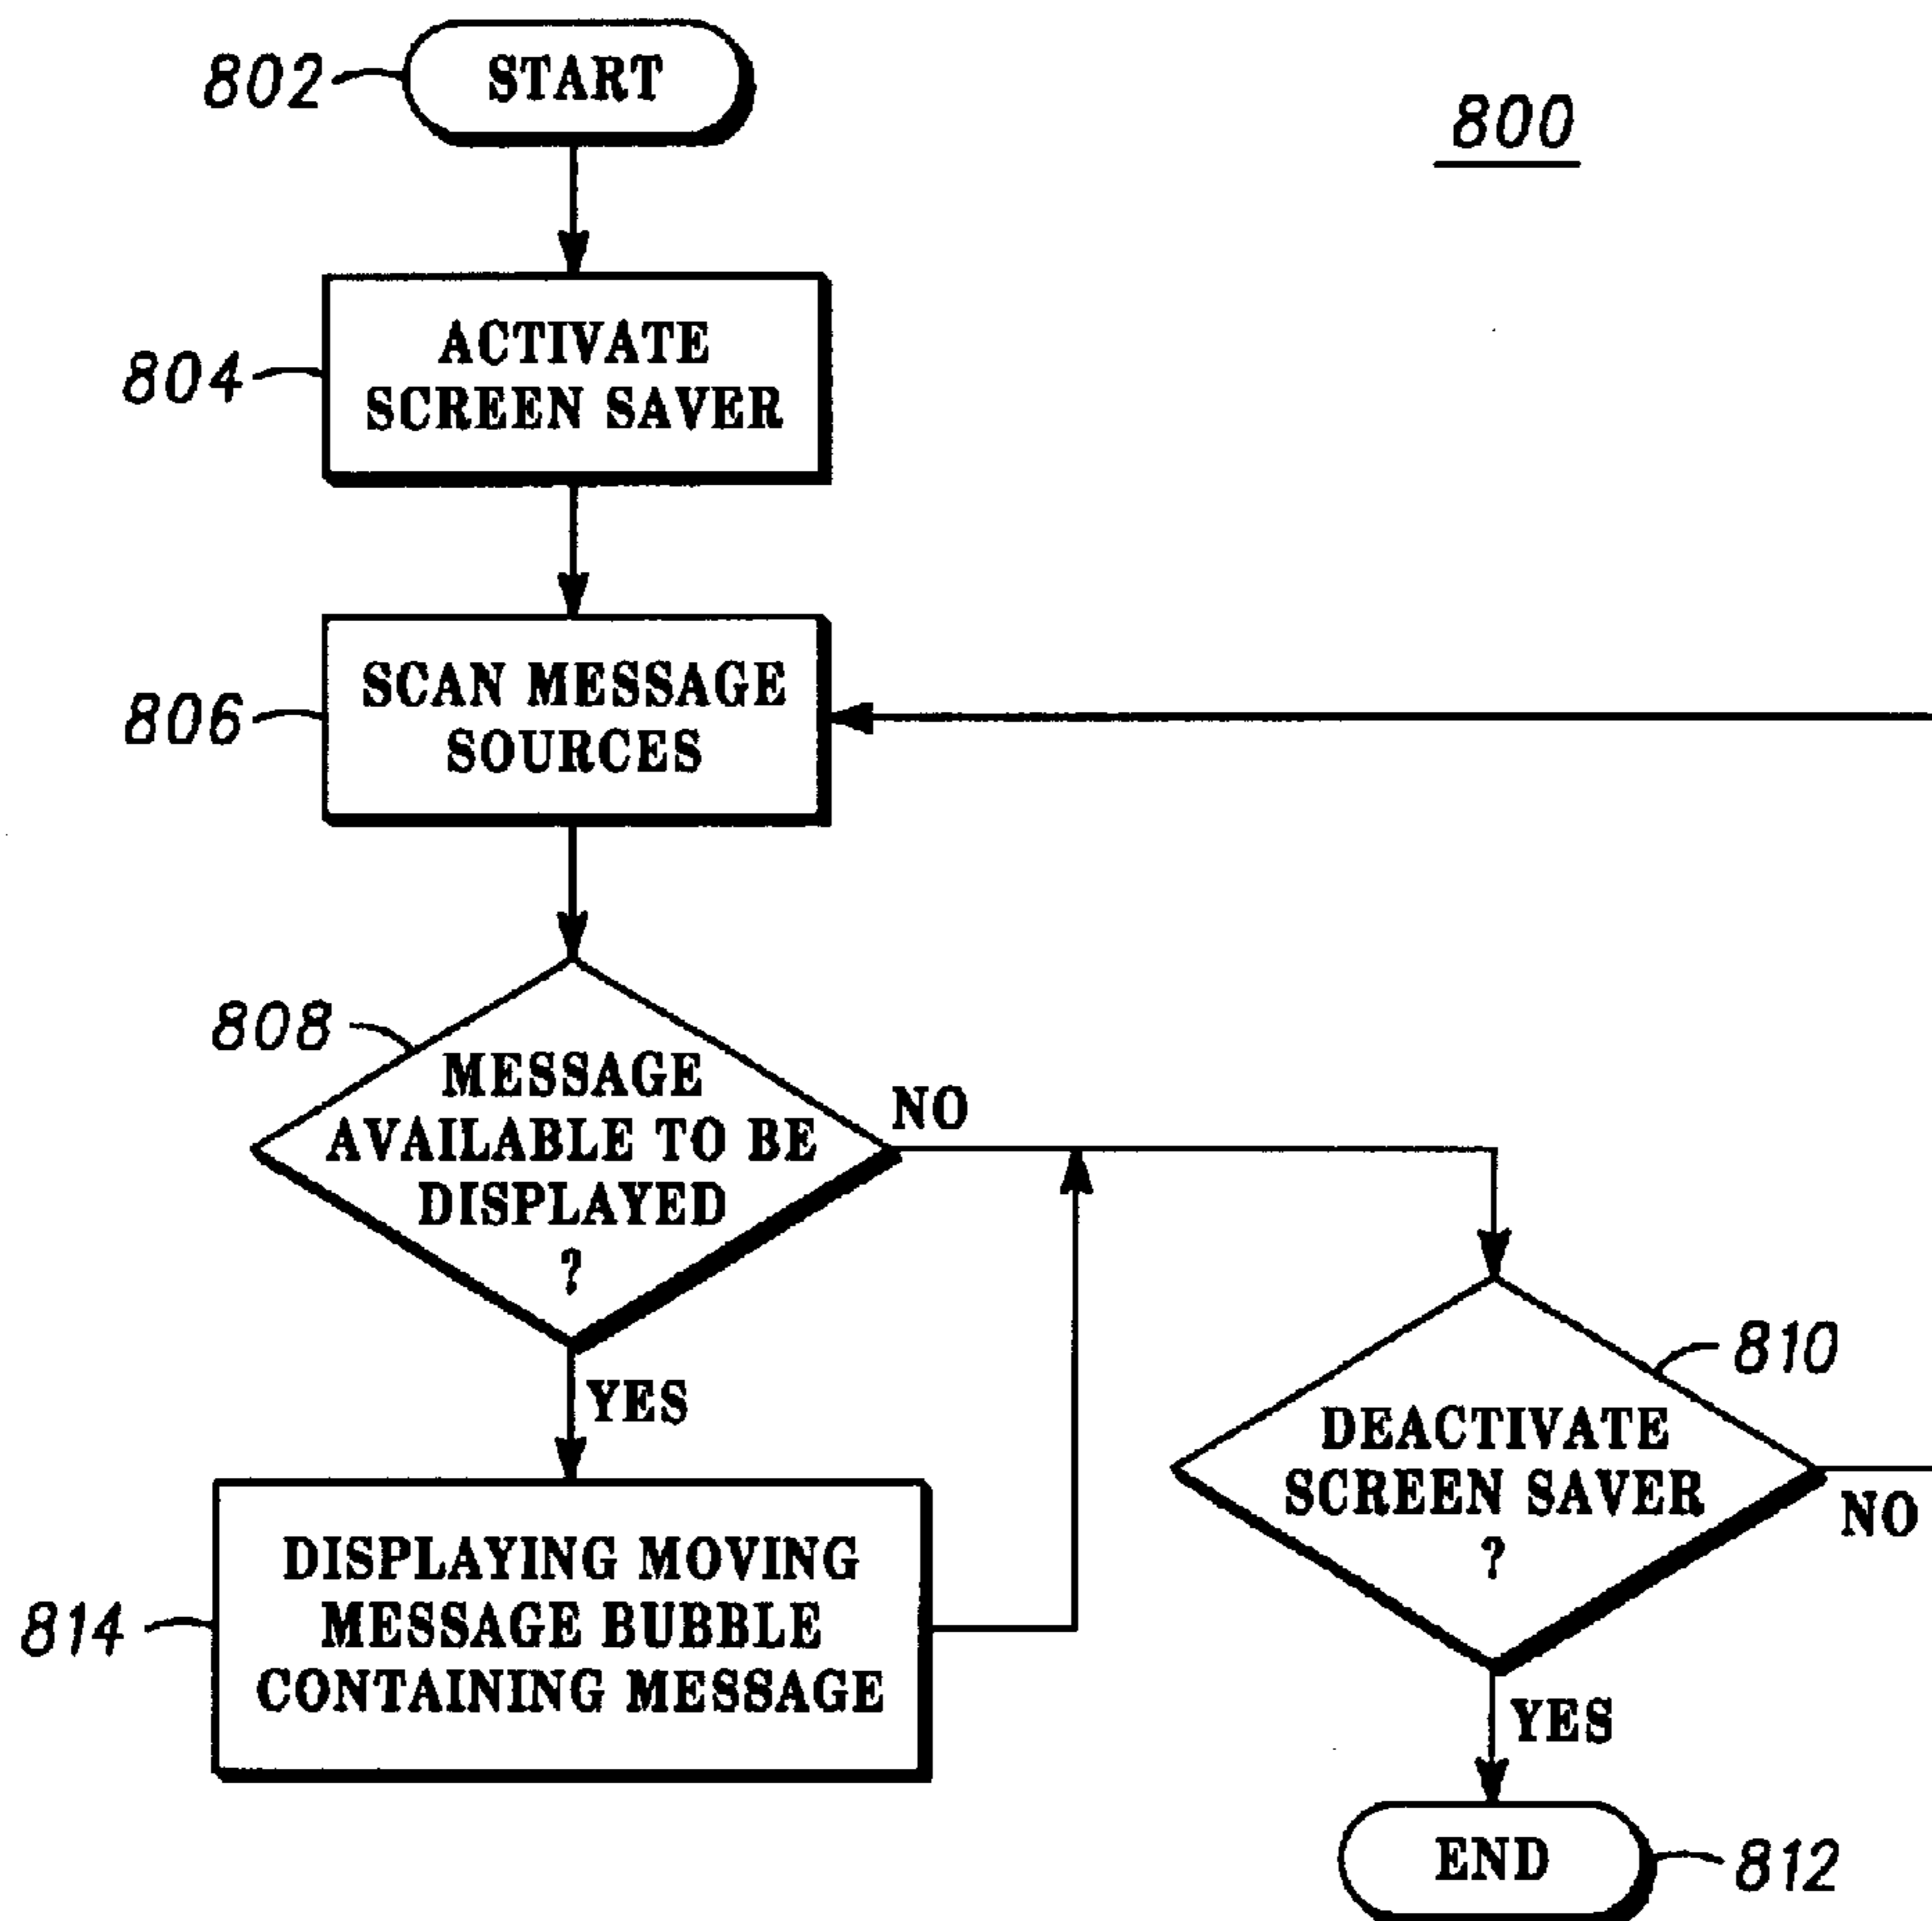 802
START
800
804
ACTIVATE
SCREEN SAVER
806
SCAN MESSAGE
SOURCES
808
MESSAGE
AVAILABLE TO BE
DISPLAYED
?
NO
YES
810
DEACTIVATE
SCREEN SAVER
?
NO
YES
814
DISPLAYING MOVING
MESSAGE BUBBLE
CONTAINING MESSAGE
END
812